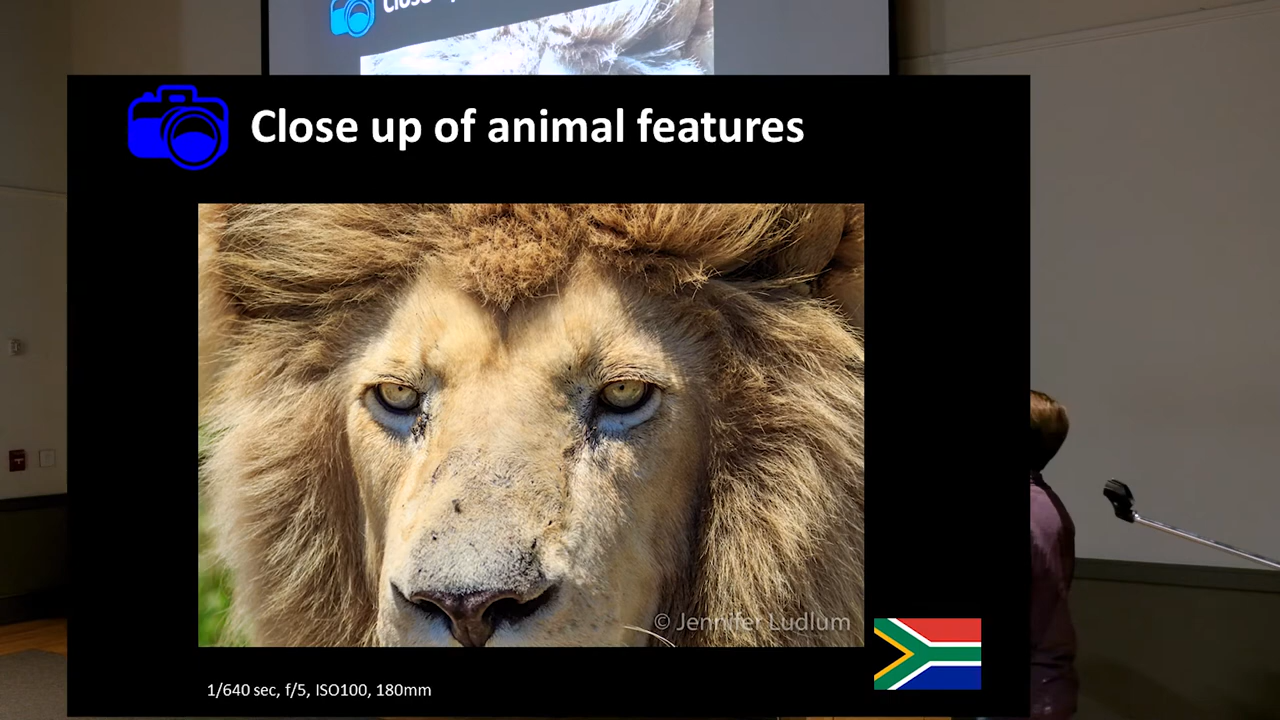 Close up of animal features
© Jennifer Ludlum
1/640 sec, f/5, ISO100, 180mm